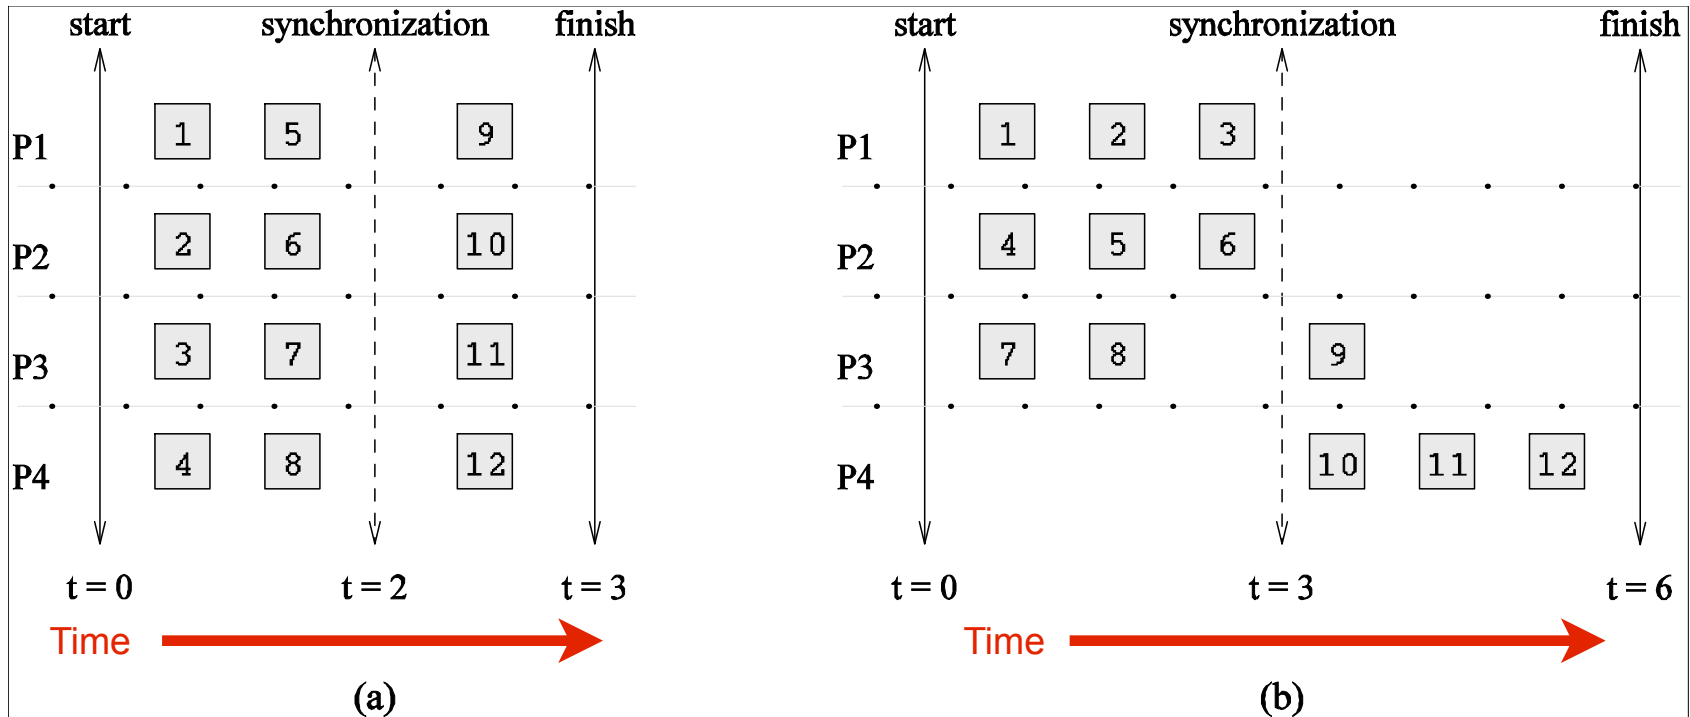 start synchronization finish
P1 1 5 9
P2 2 6 10
P3 3 7 11
P4 4 8 12
t = 0 t = 2 t = 3
Time
(a)
start synchronization finish
P1 1 2 3
P2 4 5 6
P3 7 8 9
P4 10 11 12
t = 0 t = 3 t = 6
Time
(b)